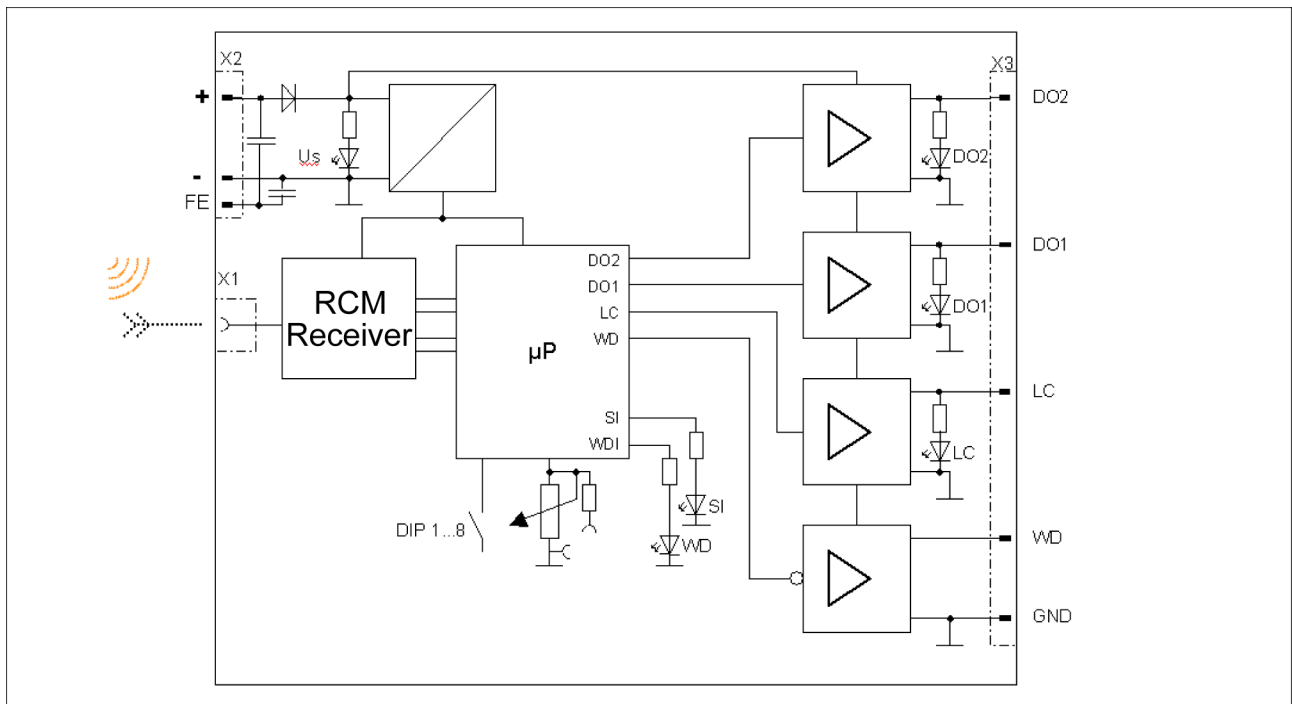 X2
X3
+
DO2
Us
DO2
-
FE
DO1
X1
DO2
DO1
RCM
Receiver
LC
DO1
WD
µP
LC
SI
WDI
LC
SI
DIP 1...8
WD
WD
GND